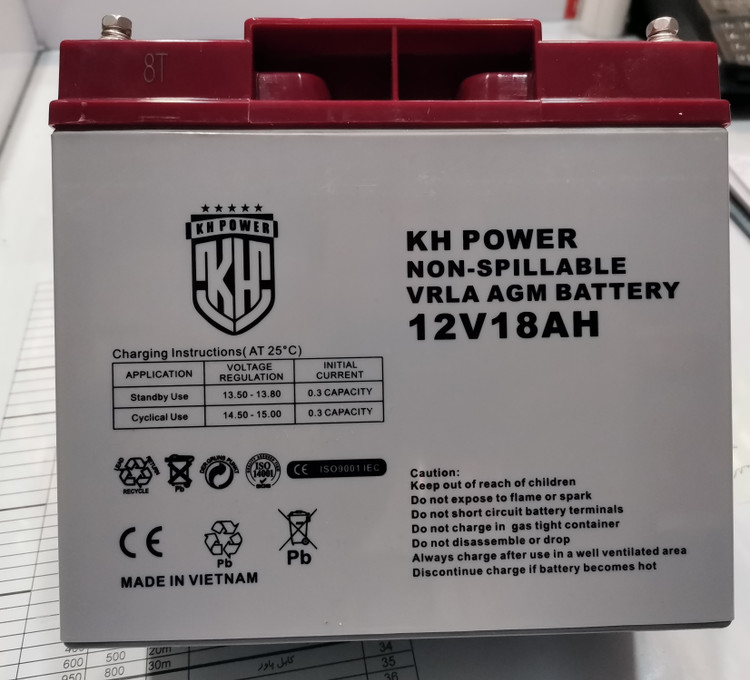 8T
KH POWER
KH
KH POWER
NON-SPILLABLE
VRLA AGM BATTERY
12V18AH
Charging Instructions( AT 25°C)
APPLICATION VOLTAGE REGULATION INITIAL CURRENT
Standby Use 13.50 - 13.80 0.3 CAPACITY
Cyclical Use 14.50 - 15.00 0.3 CAPACITY
RECYCLE
Pb
ISO 14001
CE ISO9001 IEC
CE
Pb
Pb
MADE IN VIETNAM
Caution:
Keep out of reach of children
Do not expose to flame or spark
Do not short circuit battery terminals
Do not charge in gas tight container
Do not disassemble or drop
Always charge after use in a well ventilated area
Discontinue charge if battery becomes hot
20m 34
600 500 30m کابل پاور 35
950 800 36